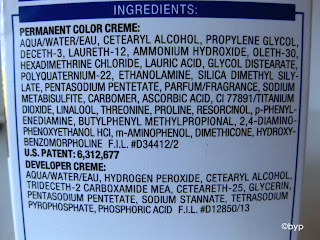 INGREDIENTS:
PERMANENT COLOR CREME:
AQUA/WATER/EAU, CETEARYL ALCOHOL, PROPYLENE GLYCOL,
DECETH-3, LAURETH-12, AMMONIUM HYDROXIDE, OLETH-30,
HEXADIMETHRINE CHLORIDE, LAURIC ACID, GLYCOL DISTEARATE,
POLYQUATERNIUM-22, ETHANOLAMINE, SILICA DIMETHYL SILY-
LATE, PENTASODIUM PENTETATE, PARFUM/FRAGRANCE, SODIUM
METABISULFITE, CARBOMER, ASCORBIC ACID, CI 77891/TITANIUM
DIOXIDE, LINALOOL, THREONINE, PROLINE, RESORCINOL, p-PHENYL-
ENEDIAMINE, BUTYLPHENYL METHYLPROPIONAL, 2,4-DIAMINO-
PHENOXYETHANOL HCl, m-AMINOPHENOL, DIMETHICONE, HYDROXY-
BENZOMORPHOLINE F.I.L. #D34412/2
U.S. PATENT: 6,312,677
DEVELOPER CREME:
AQUA/WATER/EAU, HYDROGEN PEROXIDE, CETEARYL ALCOHOL,
TRIDECETH-2 CARBOXAMIDE MEA, CETEARETH-25, GLYCERIN,
PENTASODIUM PENTETATE, SODIUM STANNATE, TETRASODIUM
PYROPHOSPHATE, PHOSPHORIC ACID F.I.L. #D12850/13
©byp